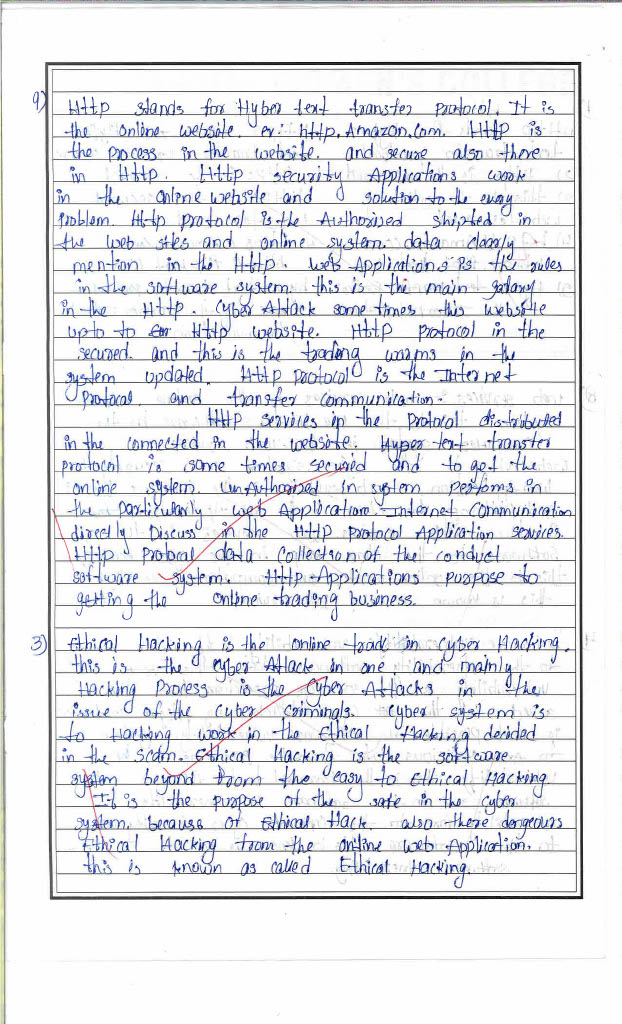 9) Http stands for Hyber text transfer Protocol. It is
the online website. ex: http. Amazon.Com. HTTP is
the process in the website. and secure also there
in Http. Http security Applications work
in the online website and solution to the every
problem. Http protocol is the Authorised shipted in
the web sites and online system. data clearly
mention in the Http. web Applications is the rules
in the software system. this is the main
in the Http. Cyber Attack some times this website
upto to Http website. Http Protocol in the
secured. and this is the trading in the
system updated. Http Protocol is the Internet
Protocol and transfer Communication.
Http services in the Protocol distributed
in the connected in the website. Hyper text transfer
protocol is some times secured and to get the
online system. UnAuthorised in system performs in
the particularly web Application. Internet Communication
directly Discuss in the Http Protocol Application services.
Http Protocol data Collection of the conduct
software system. Http Applications Purpose to
getting the online trading business.
3) Ethical Hacking is the online trad in Cyber Hacking.
this is the cyber Attack in one and mainly
Hacking Process is the Cyber Attacks in the
issue of the cyber criminals. Cyber system is
to Hacking work in the Ethical Hacking decided
in the Scam. Ethical Hacking is the software
system beyond from the easy to Ethical Hacking.
It is the purpose of the safe in the cyber
system. because of Ethical Hack also there dengeours
Ethical Hacking from the online web Application.
this is known as called Ethical Hacking.